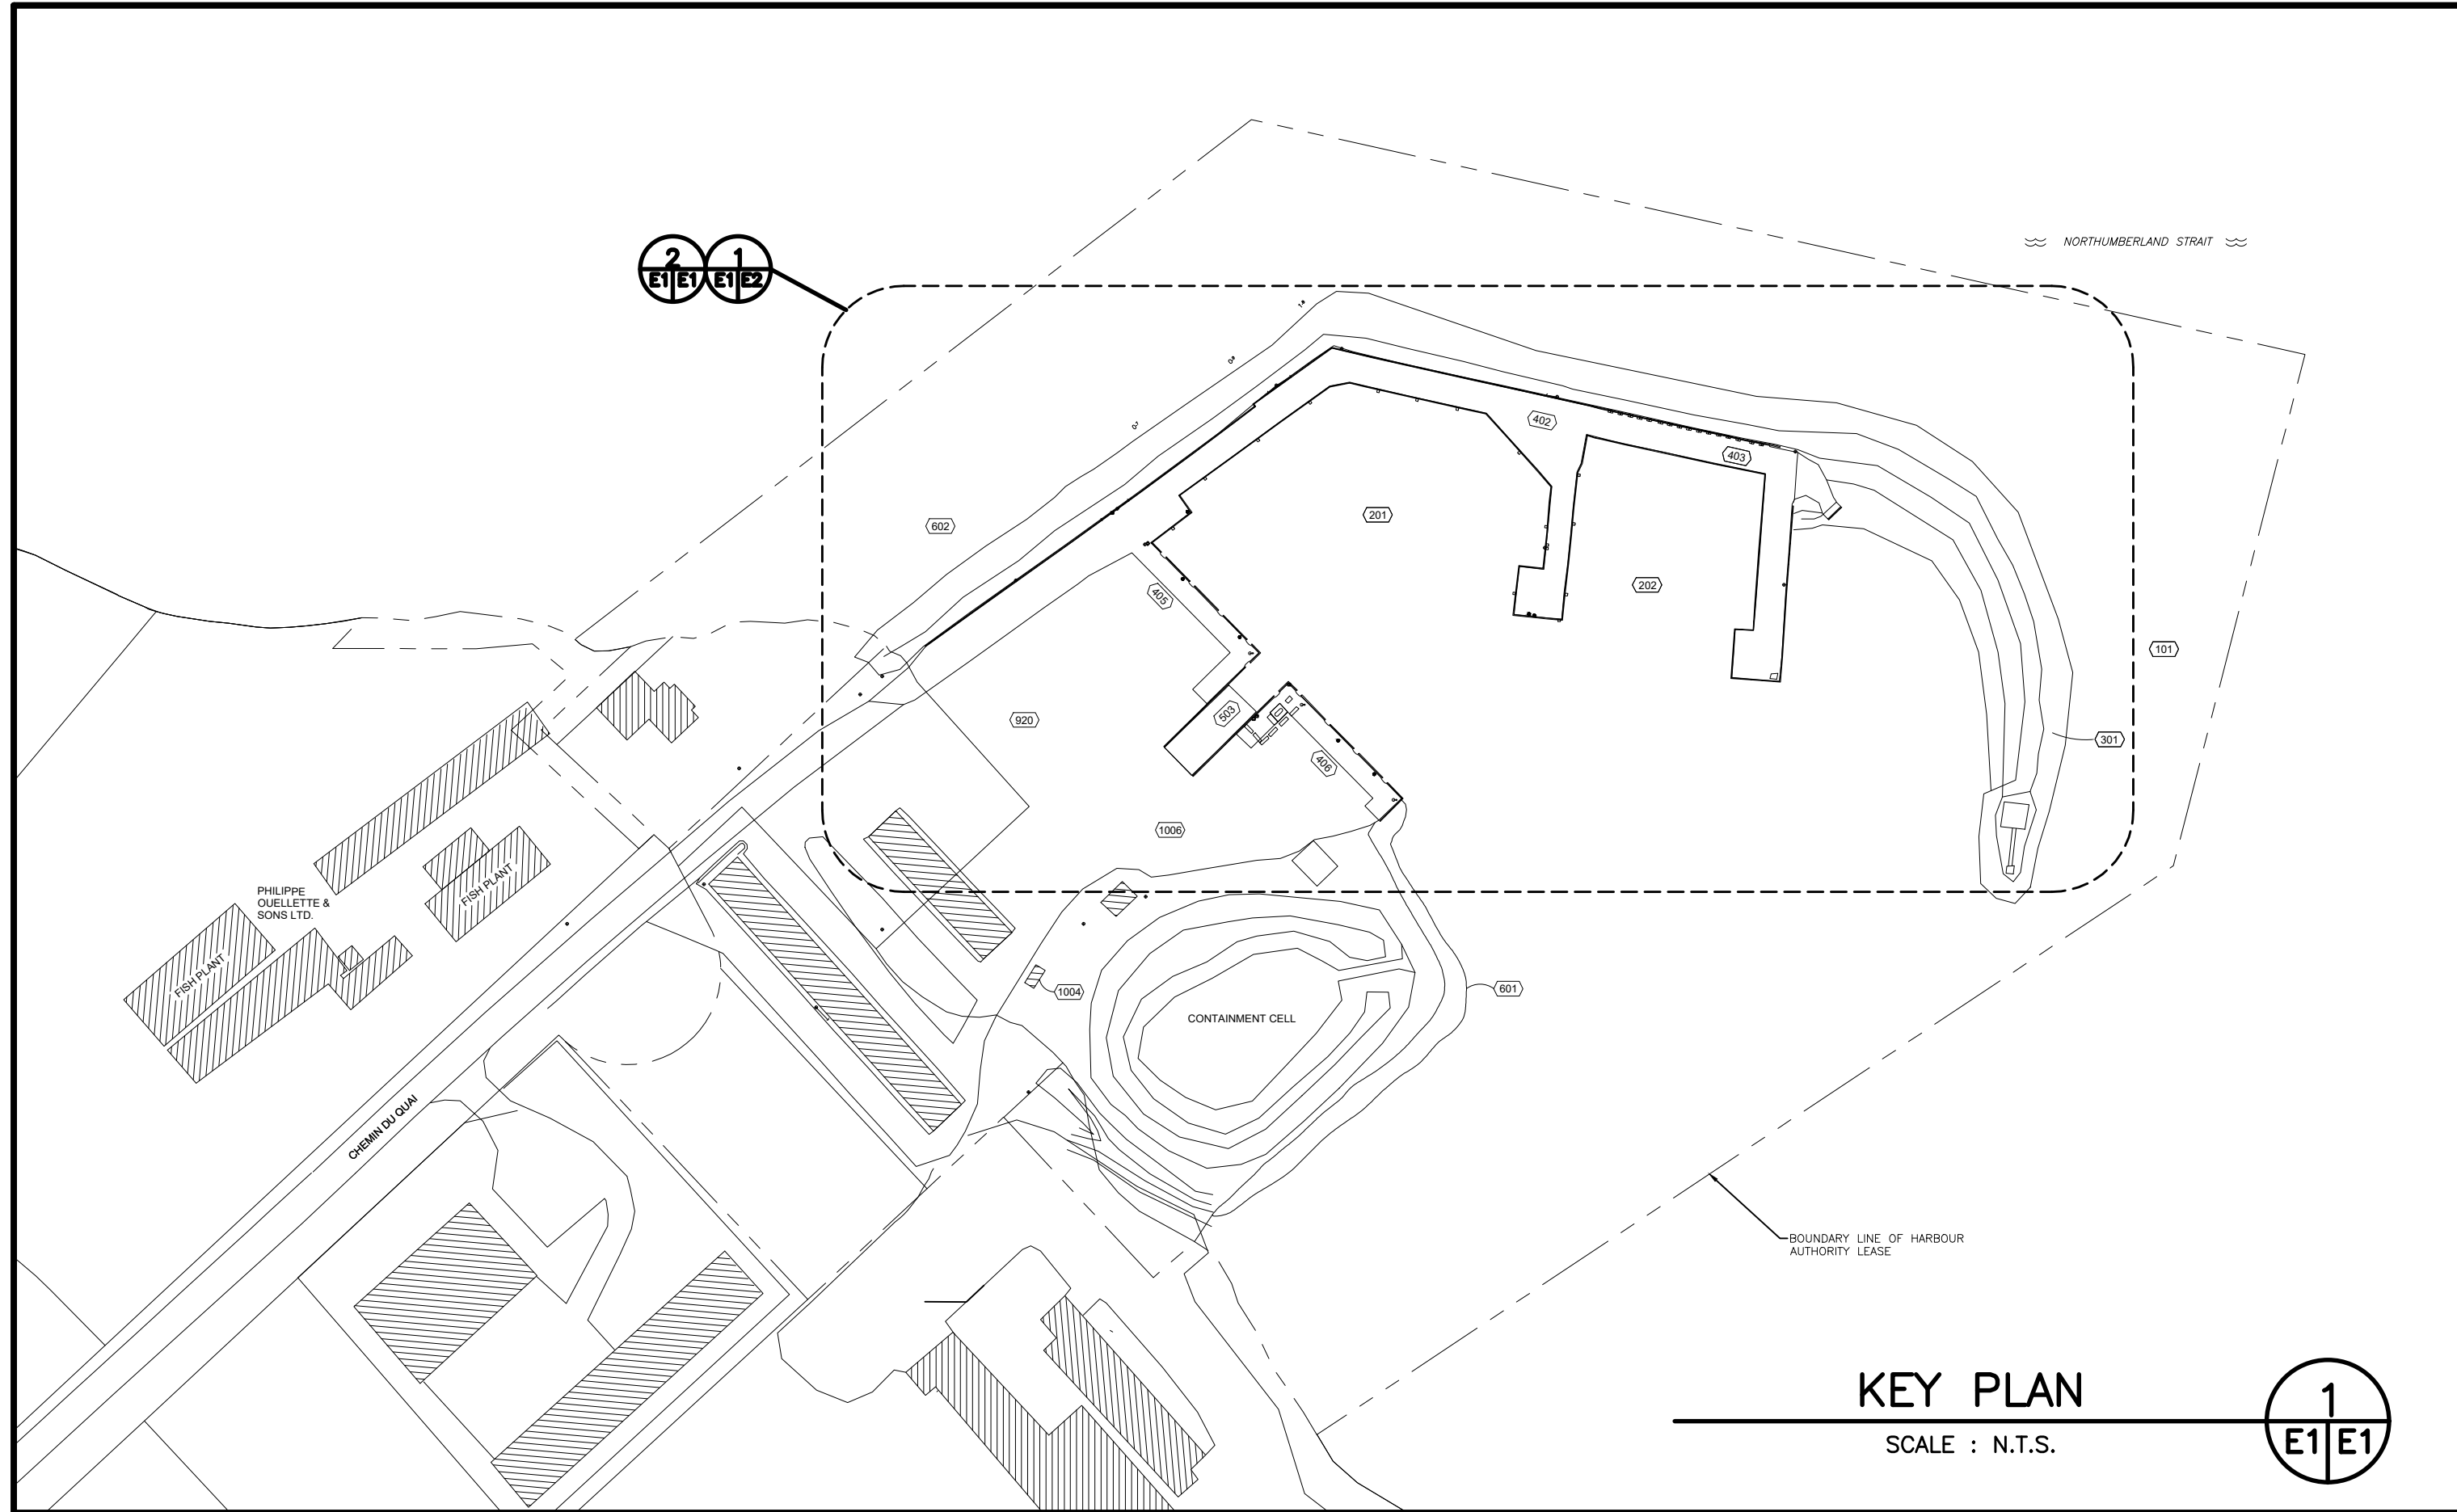 NORTHUMBERLAND STRAIT
2
E1 E1
1
E1 E2
402
403
201
602
202
405
101
503
920
301
406
1006
PHILIPPE
OUELLETTE &
SONS LTD.
FISH PLANT
FISH PLANT
1004
601
CONTAINMENT CELL
CHEMIN DU QUAI
BOUNDARY LINE OF HARBOUR
AUTHORITY LEASE
KEY PLAN
SCALE : N.T.S.
1
E1 E1